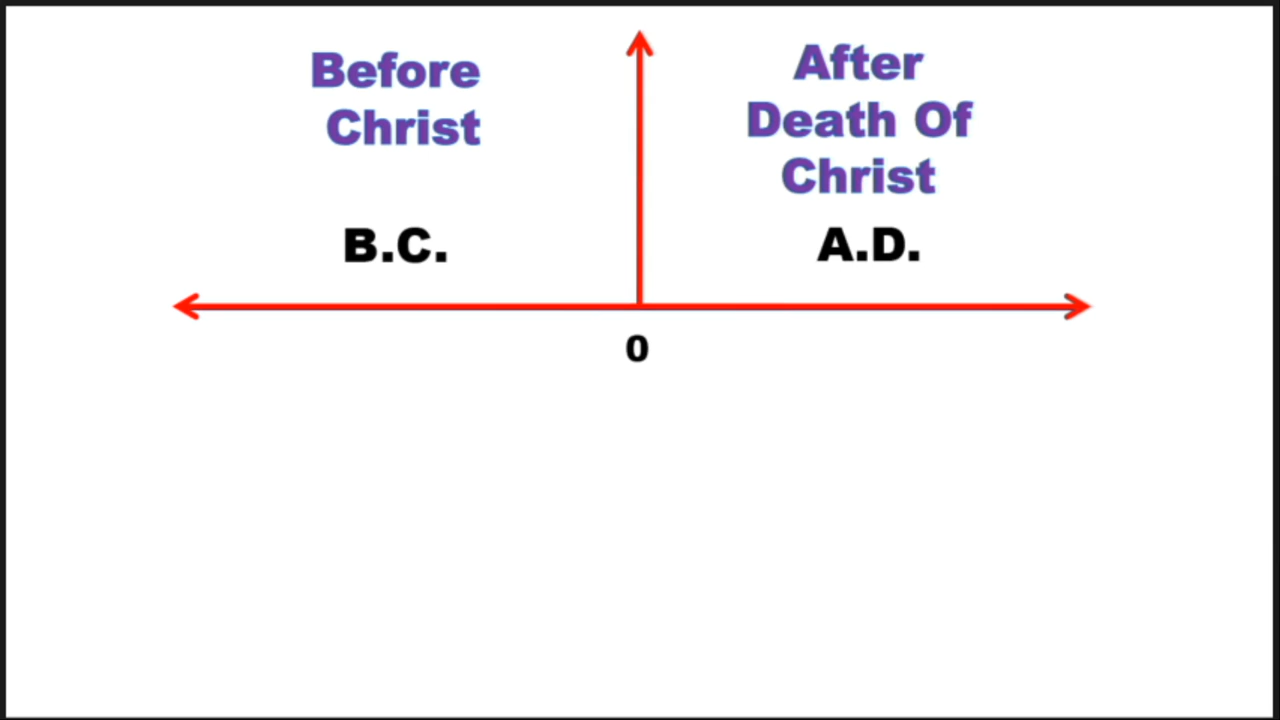 Before
Christ
After
Death Of
Christ
B.C.
A.D.
0